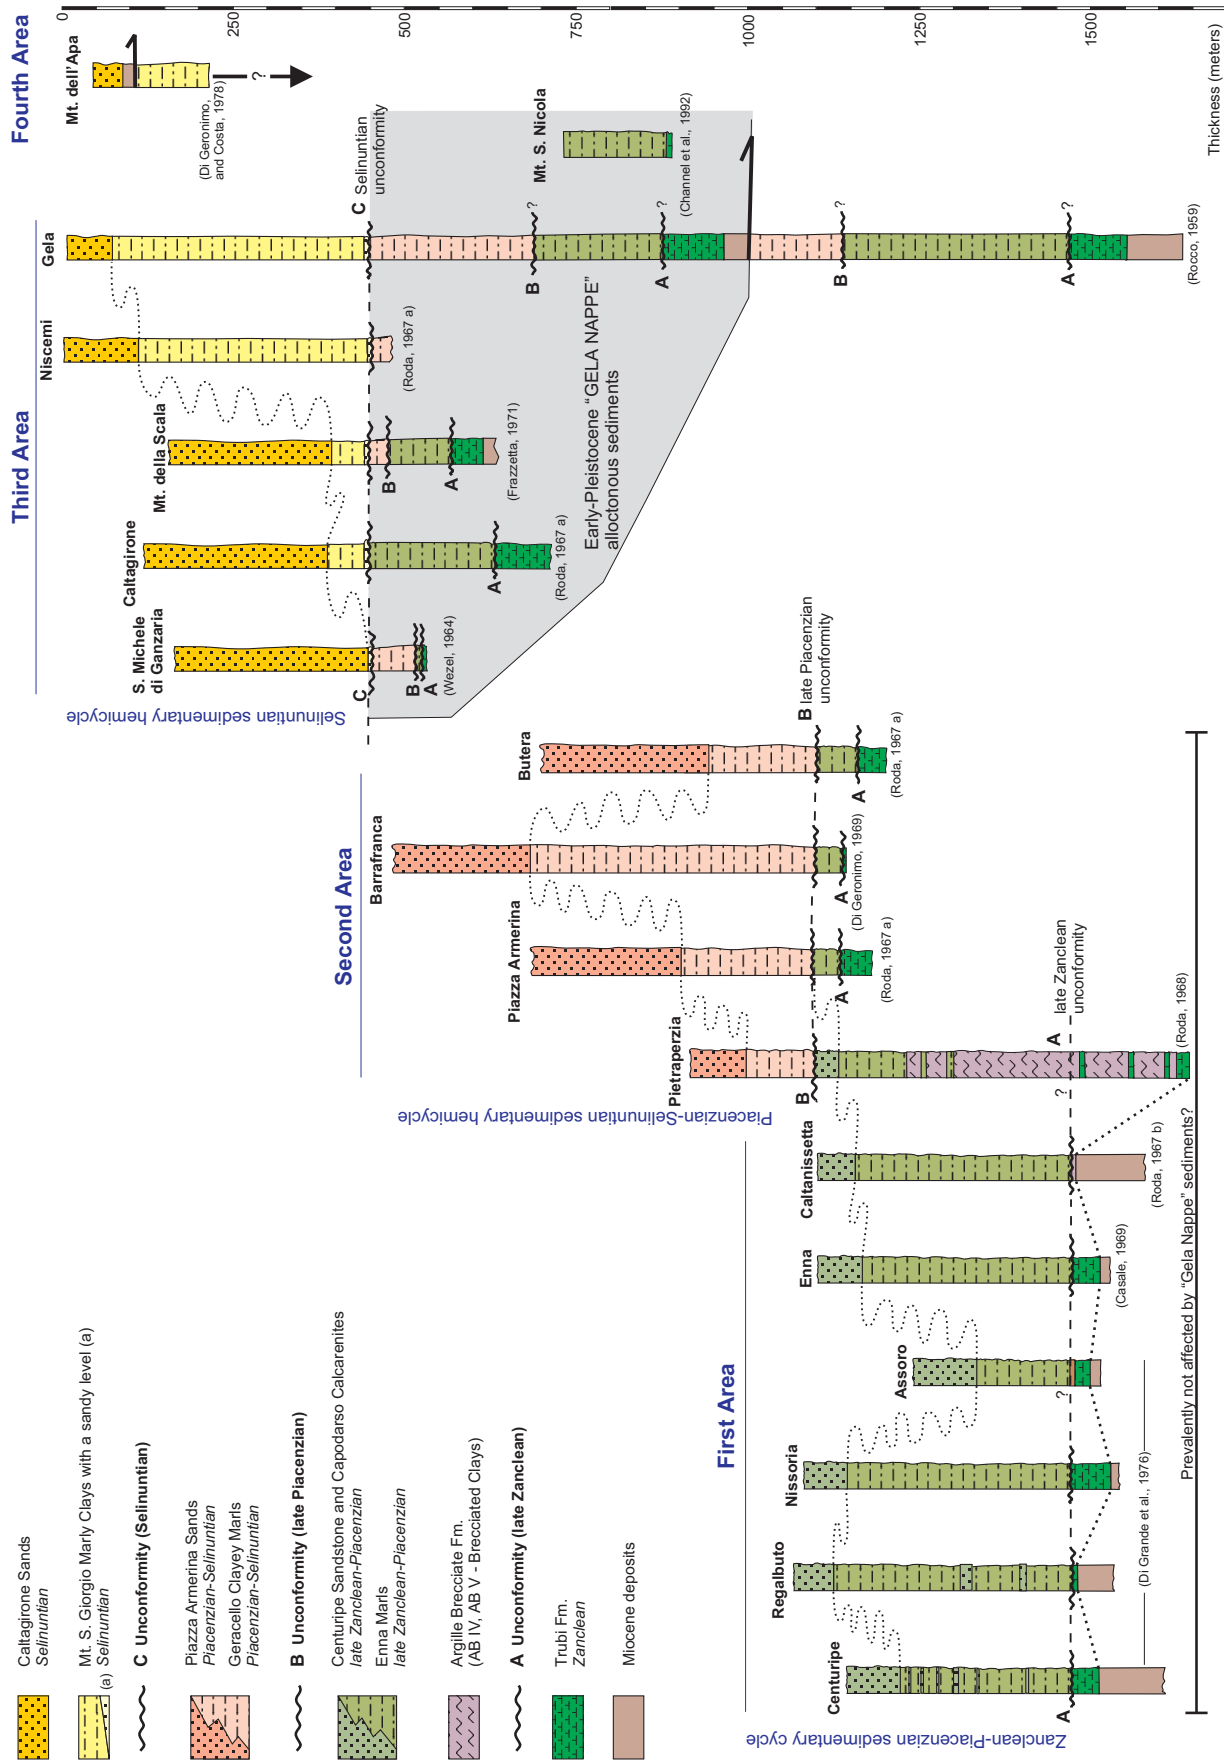 Caltagirone Sands
Selinuntian
Mt. S. Giorgio Marly Clays with a sandy level (a)
Selinuntian
(a)
C Unconformity (Selinuntian)
Piazza Armerina Sands
Piacenzian-Selinuntian
Geracello Clayey Marls
Piacenzian-Selinuntian
B Unconformity (late Piacenzian)
Centuripe Sandstone and Capodarso Calcarenites
late Zanclean-Piacenzian
Enna Marls
late Zanclean-Piacenzian
Argille Brecciate Fm.
(AB IV, AB V - Brecciated Clays)
A Unconformity (late Zanclean)
Trubi Fm.
Zanclean
Miocene deposits
First Area
Zanclean-Piacenzian sedimentary cycle
Centuripe
Regalbuto
Nissoria
Assoro
Enna
Caltanissetta
A
?
?
A late Zanclean
unconformity
(Di Grande et al., 1976)
(Casale, 1969)
(Roda, 1967 b)
Prevalently not affected by "Gela Nappe" sediments?
Second Area
Piacenzian-Selinuntian sedimentary hemicycle
Pietraperzia
Piazza Armerina
Barrafranca
Butera
B
B late Piacenzian
unconformity
A
A
A
(Roda, 1968)
(Roda, 1967 a)
(Di Geronimo, 1969)
(Roda, 1967 a)
Third Area
Selinuntian sedimentary hemicycle
S. Michele
di Ganzaria
Caltagirone
Mt. della Scala
Niscemi
Gela
C
C Selinuntian
unconformity
B
A
A
B
A
B
?
A
?
B
?
A
?
(Wezel, 1964)
(Roda, 1967 a)
(Frazzetta, 1971)
(Roda, 1967 a)
(Rocco, 1959)
Early-Pleistocene "GELA NAPPE"
alloctonous sediments
Mt. S. Nicola
(Channel et al., 1992)
Fourth Area
Mt. dell'Apa
(Di Geronimo,
and Costa, 1978)
?
0
250
500
750
1000
1250
1500
Thickness (meters)